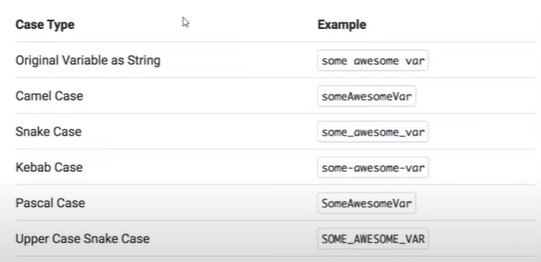 Case Type Example
Original Variable as String some awesome var
Camel Case someAwesomeVar
Snake Case some_awesome_var
Kebab Case some-awesome-var
Pascal Case SomeAwesomeVar
Upper Case Snake Case SOME_AWESOME_VAR